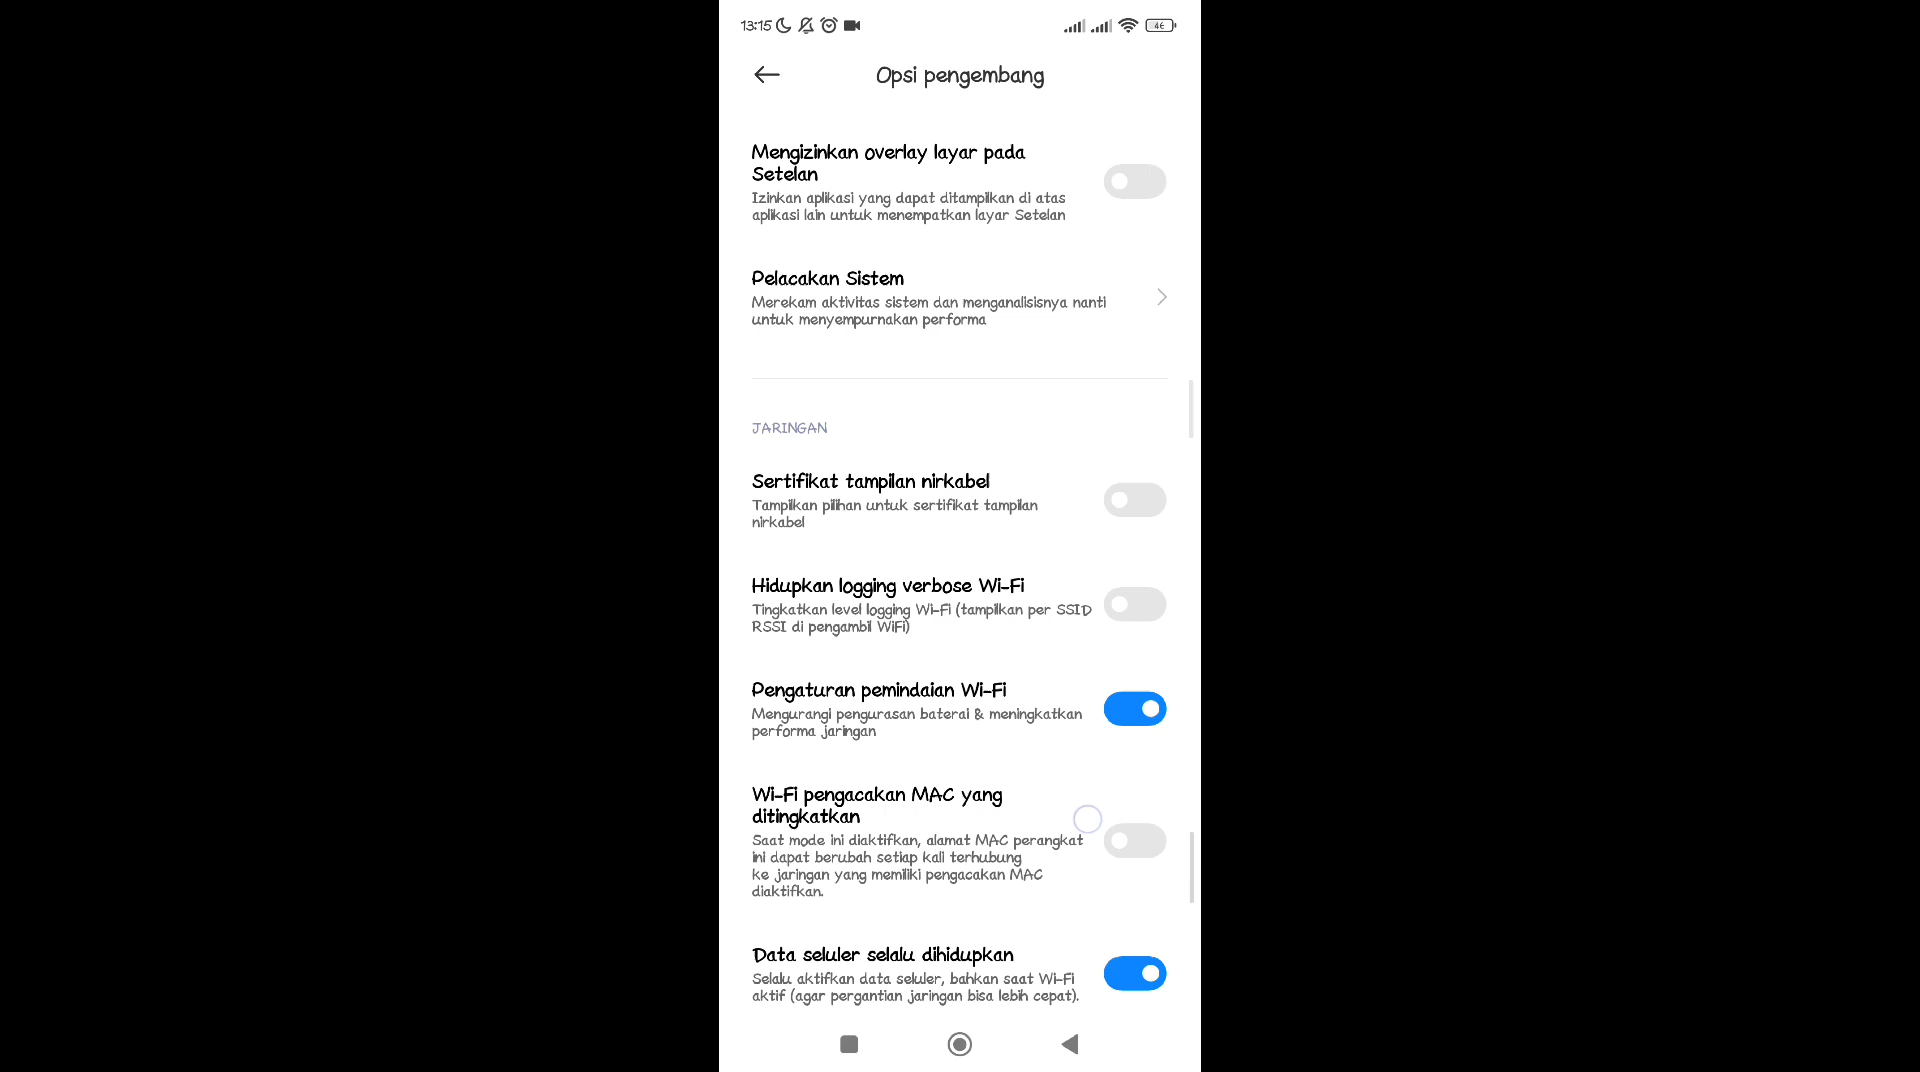 13:15
46
Opsi pengembang
Mengizinkan overlay layar pada
Setelan
Izinkan aplikasi yang dapat ditampilkan di atas
aplikasi lain untuk menempatkan layar Setelan
Pelacakan Sistem
Merekam aktivitas sistem dan menganalisisnya nanti
untuk menyempurnakan performa
JARINGAN
Sertifikat tampilan nirkabel
Tampilkan pilihan untuk sertifikat tampilan
nirkabel
Hidupkan logging verbose Wi-Fi
Tingkatkan level logging Wi-Fi (tampilkan per SSID
RSSI di pengambil WiFi)
Pengaturan pemindaian Wi-Fi
Mengurangi pengurasan baterai & meningkatkan
performa jaringan
Wi-Fi pengacakan MAC yang
ditingkatkan
Saat mode ini diaktifkan, alamat MAC perangkat
ini dapat berubah setiap kali terhubung
ke jaringan yang memiliki pengacakan MAC
diaktifkan.
Data seluler selalu dihidupkan
Selalu aktifkan data seluler, bahkan saat Wi-Fi
aktif (agar pergantian jaringan bisa lebih cepat).